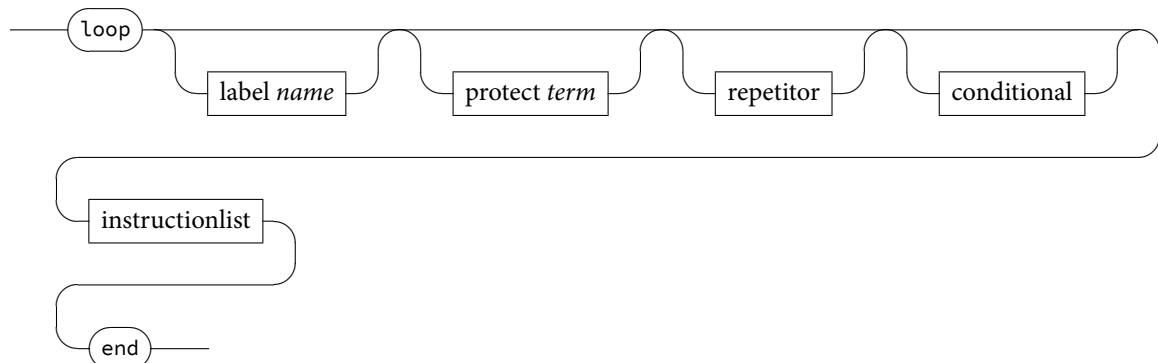 loop
label name protect term repetitor conditional
instructionlist
end